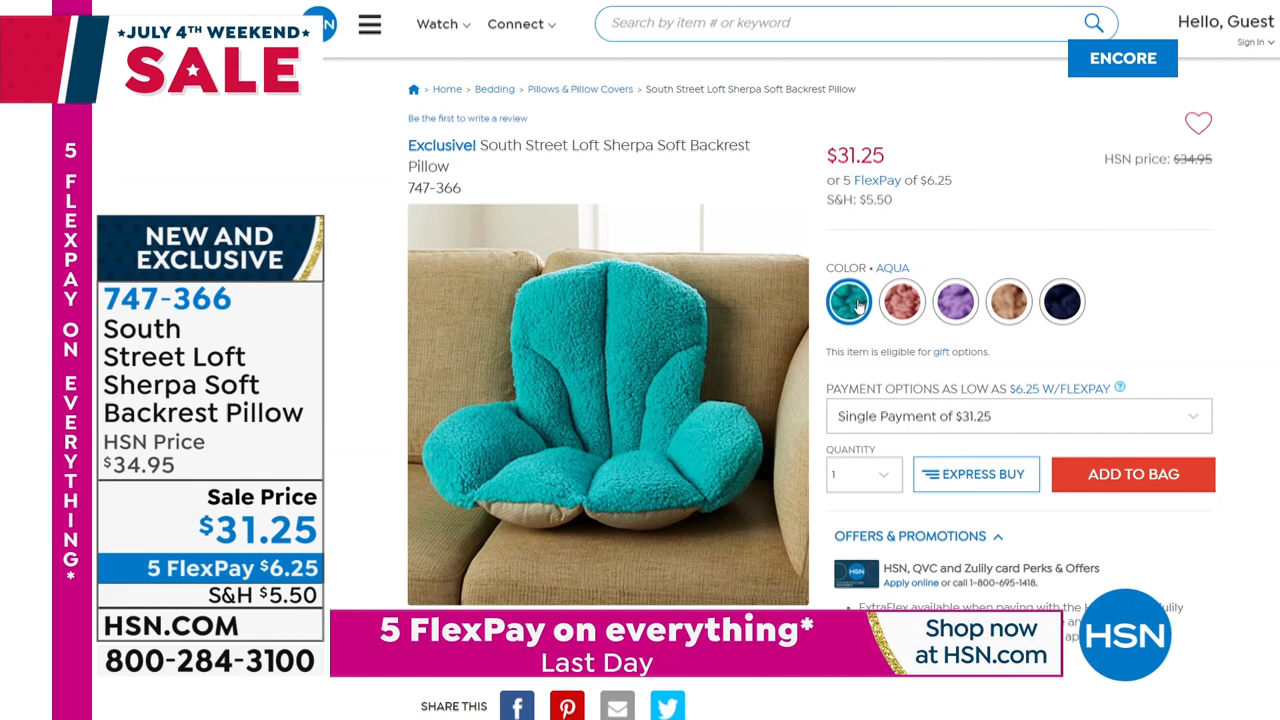 ★JULY 4TH WEEKEND★
SALE
5 FLEXPAY ON EVERYTHING*
NEW AND
EXCLUSIVE
747-366
South
Street Loft
Sherpa Soft
Backrest Pillow
HSN Price
$34.95
Sale Price
$31.25
5 FlexPay $6.25
S&H $5.50
HSN.COM
800-284-3100
Watch
Connect
Search by item # or keyword
Hello, Guest
Sign In
ENCORE
> Home > Bedding > Pillows & Pillow Covers > South Street Loft Sherpa Soft Backrest Pillow
Be the first to write a review
Exclusive! South Street Loft Sherpa Soft Backrest
Pillow
747-366
$31.25
HSN price: $34.95
or 5 FlexPay of $6.25
S&H: $5.50
COLOR • AQUA
This item is eligible for gift options.
PAYMENT OPTIONS AS LOW AS $6.25 W/FLEXPAY ?
Single Payment of $31.25
QUANTITY
1
EXPRESS BUY
ADD TO BAG
OFFERS & PROMOTIONS
HSN
HSN, QVC and Zulily card Perks & Offers
Apply online or call 1-800-695-1418.
• ExtraFlex available when paying with the
5 FlexPay on everything*
Last Day
Shop now
at HSN.com
HSN
SHARE THIS